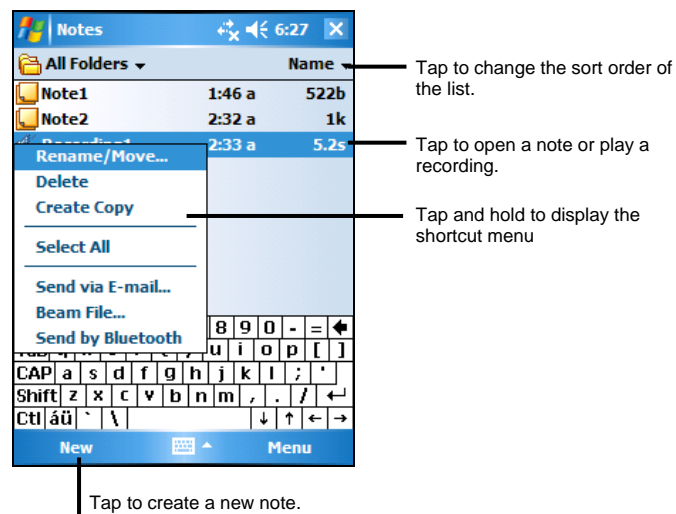 Notes 6:27
All Folders Name
Note1 1:46 a 522b
Note2 2:32 a 1k
Recording1 2:33 a 5.2s
Rename/Move...
Delete
Create Copy
Select All
Send via E-mail...
Beam File...
Send by Bluetooth
8 9 0 - =
u i o p [ ]
CAP a s d f g h j k l ; '
Shift z x c v b n m , . /
Ctl áü ` \ ↓ ↑ ← →
New Menu
Tap to change the sort order of
the list.
Tap to open a note or play a
recording.
Tap and hold to display the
shortcut menu
Tap to create a new note.